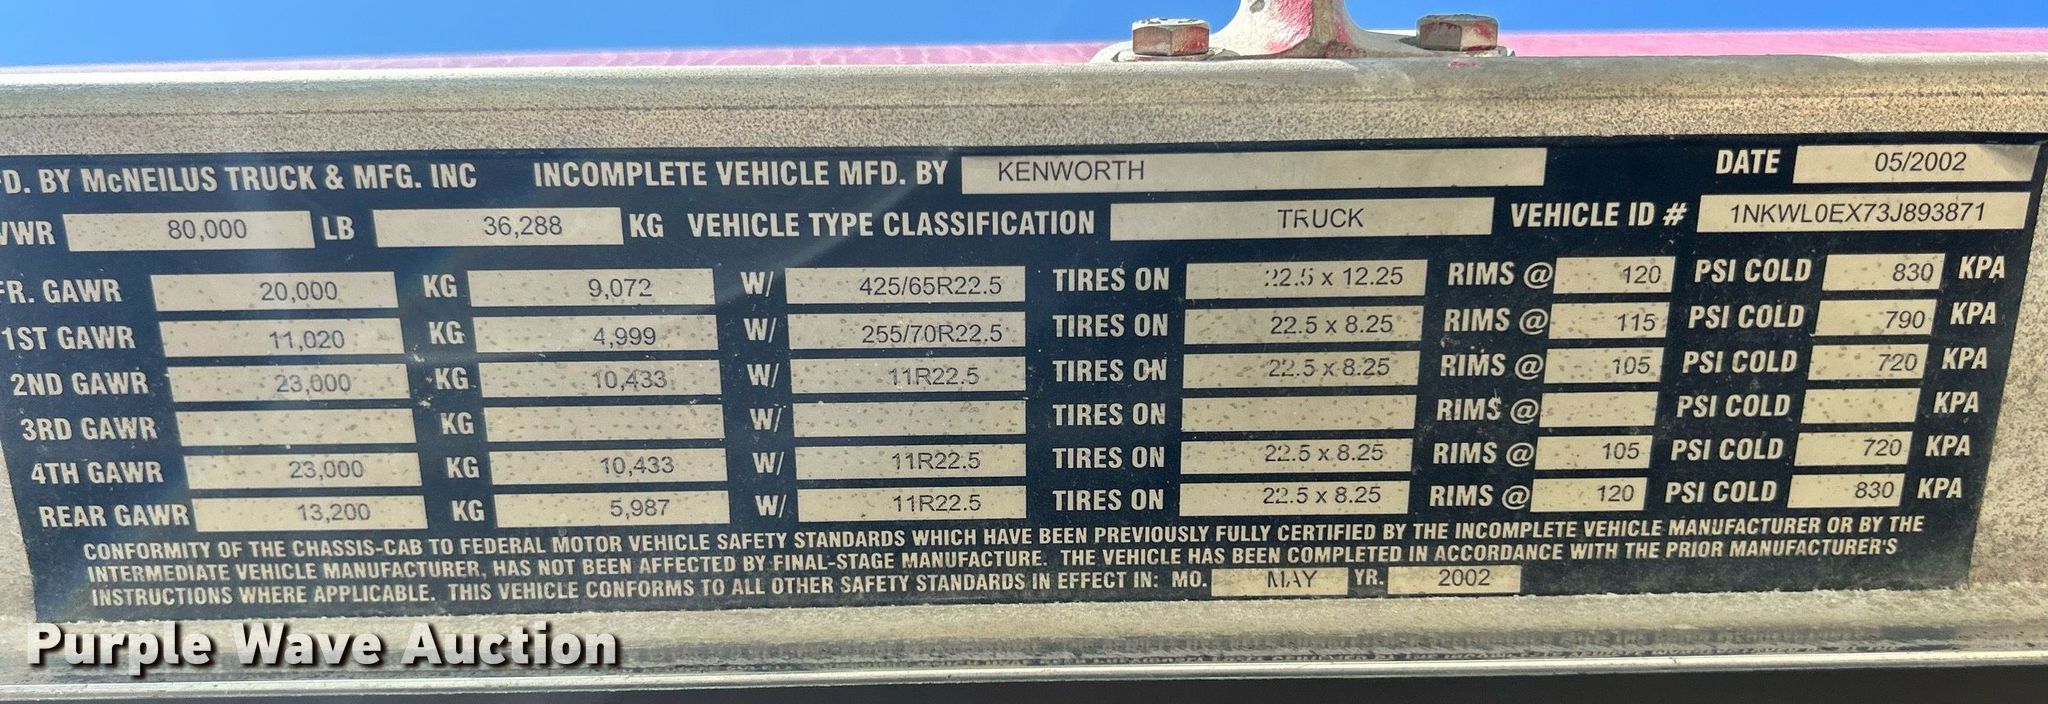 D. BY McNEILUS TRUCK & MFG. INC INCOMPLETE VEHICLE MFD. BY KENWORTH DATE 05/2002
VWR 80,000 LB 36,288 KG VEHICLE TYPE CLASSIFICATION TRUCK VEHICLE ID # 1NKWL0EX73J893871
FR. GAWR 20,000 KG 9,072 W/ 425/65R22.5 TIRES ON 22.5 x 12.25 RIMS @ 120 PSI COLD 830 KPA
1ST GAWR 11,020 KG 4,999 W/ 255/70R22.5 TIRES ON 22.5 x 8.25 RIMS @ 115 PSI COLD 790 KPA
2ND GAWR 23,000 KG 10,433 W/ 11R22.5 TIRES ON 22.5 x 8.25 RIMS @ 105 PSI COLD 720 KPA
3RD GAWR KG W/ TIRES ON RIMS @ PSI COLD KPA
4TH GAWR 23,000 KG 10,433 W/ 11R22.5 TIRES ON 22.5 x 8.25 RIMS @ 105 PSI COLD 720 KPA
REAR GAWR 13,200 KG 5,987 W/ 11R22.5 TIRES ON 22.5 x 8.25 RIMS @ 120 PSI COLD 830 KPA
CONFORMITY OF THE CHASSIS-CAB TO FEDERAL MOTOR VEHICLE SAFETY STANDARDS WHICH HAVE BEEN PREVIOUSLY FULLY CERTIFIED BY THE INCOMPLETE VEHICLE MANUFACTURER OR BY THE
INTERMEDIATE VEHICLE MANUFACTURER, HAS NOT BEEN AFFECTED BY FINAL-STAGE MANUFACTURE. THE VEHICLE HAS BEEN COMPLETED IN ACCORDANCE WITH THE PRIOR MANUFACTURER'S
INSTRUCTIONS WHERE APPLICABLE. THIS VEHICLE CONFORMS TO ALL OTHER SAFETY STANDARDS IN EFFECT IN: MO. MAY YR. 2002
Purple Wave Auction